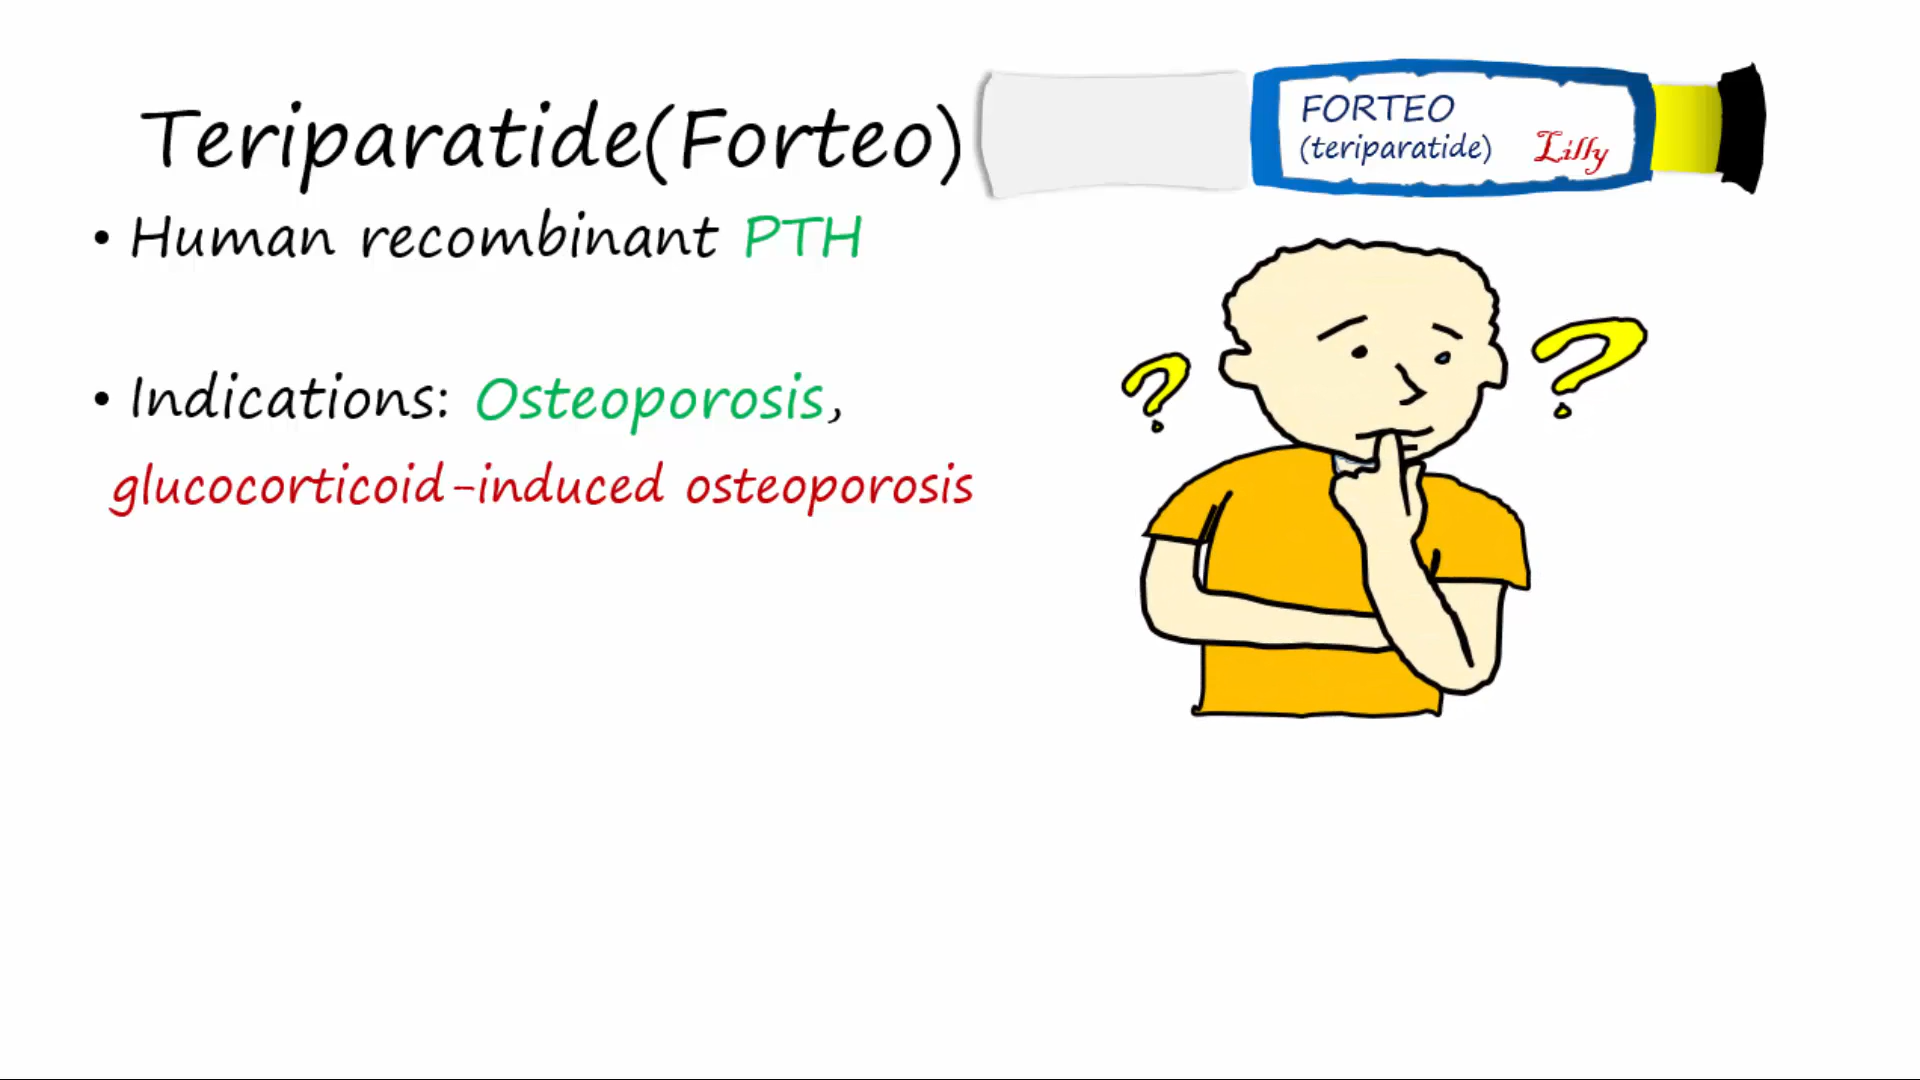 Teriparatide(Forteo)
FORTEO
(teriparatide) Lilly
• Human recombinant PTH
• Indications: Osteoporosis,
glucocorticoid-induced osteoporosis
? ?